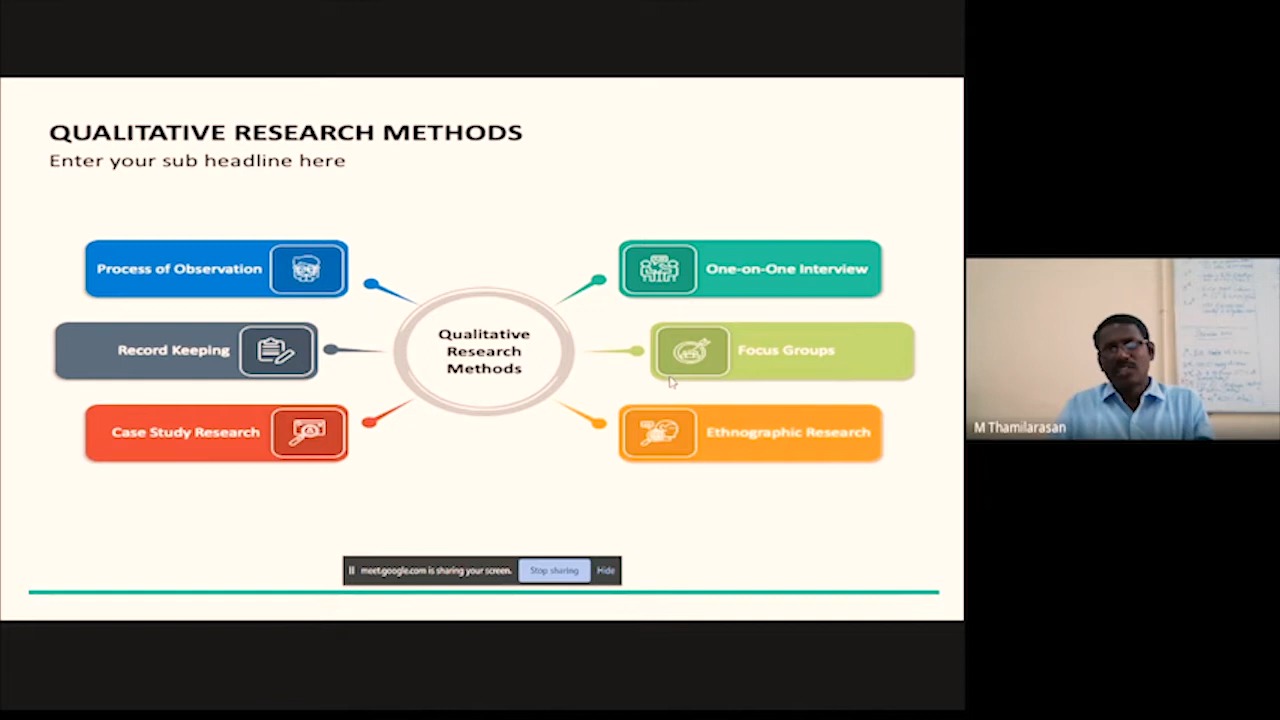 QUALITATIVE RESEARCH METHODS
Enter your sub headline here
Process of Observation
One-on-One Interview
Qualitative
Research
Methods
Record Keeping
Focus Groups
Case Study Research
Ethnographic Research
meet.google.com is sharing your screen.
Stop sharing
Hide
M Thamilarasan